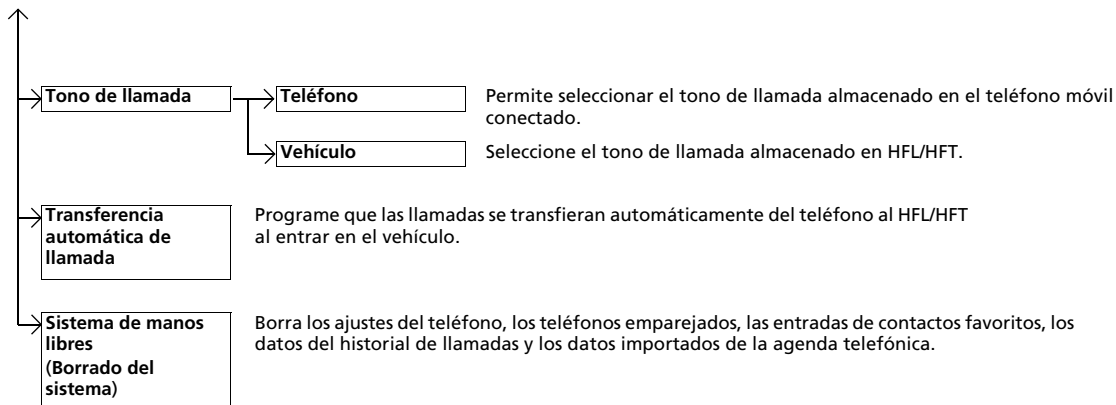 Tono de llamada
Teléfono
Permite seleccionar el tono de llamada almacenado en el teléfono móvil
conectado.
Vehículo
Seleccione el tono de llamada almacenado en HFL/HFT.
Transferencia
automática de
llamada
Programe que las llamadas se transfieran automáticamente del teléfono al HFL/HFT
al entrar en el vehículo.
Sistema de manos
libres
(Borrado del
sistema)
Borra los ajustes del teléfono, los teléfonos emparejados, las entradas de contactos favoritos, los
datos del historial de llamadas y los datos importados de la agenda telefónica.